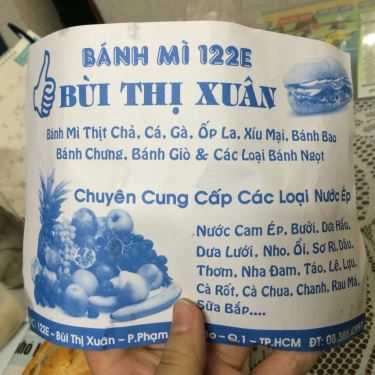 BÁNH MÌ 122E
BÙI THỊ XUÂN
Bánh Mì Thịt Chả, Cá, Gà, Ốp La, Xíu Mại, Bánh Bao
Bánh Chưng, Bánh Giò & Các Loại Bánh Ngọt
Chuyên Cung Cấp Các Loại Nước Ép
Nước Cam Ép, Bưởi, Dứa Hấu,
Dưa Lưới, Nho, Ổi, Sơ Ri, Dâu,
Thơm, Nha Đam, Táo, Lê, Lựu,
Cà Rốt, Cà Chua, Chanh, Rau Má,
Sữa Bắp....
122E - Bùi Thị Xuân - P.Phạm - Q.1 - TP.HCM ĐT: